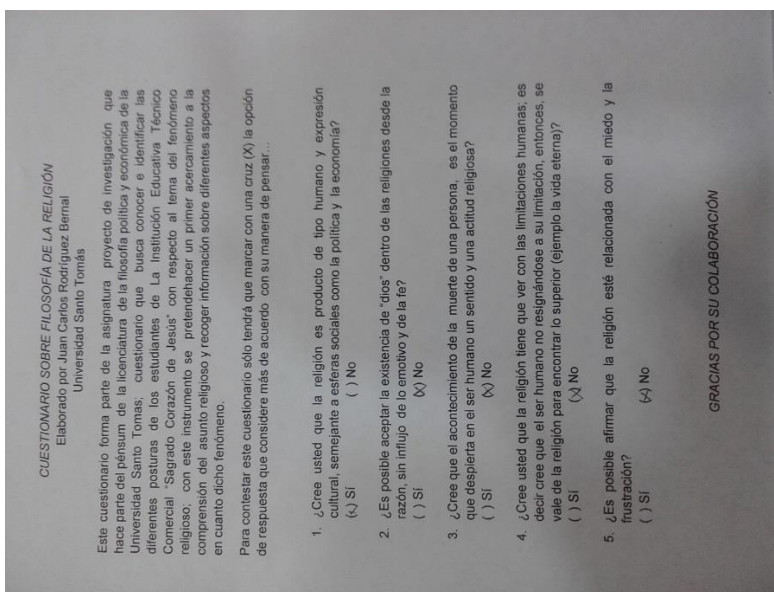 CUESTIONARIO SOBRE FILOSOFÍA DE LA RELIGIÓN
Elaborado por Juan Carlos Rodríguez Bernal
Universidad Santo Tomás
Este cuestionario forma parte de la asignatura proyecto de investigación que
hace parte del pénsum de la licenciatura de la filosofía política y económica de la
Universidad Santo Tomas; cuestionario que busca conocer e identificar las
diferentes posturas de los estudiantes de La Institución Educativa Técnico
Comercial "Sagrado Corazón de Jesús" con respecto al tema del fenómeno
religioso; con este instrumento se pretendehacer un primer acercamiento a la
comprensión del asunto religioso y recoger información sobre diferentes aspectos
en cuanto dicho fenómeno.
Para contestar este cuestionario sólo tendrá que marcar con una cruz (X) la opción
de respuesta que considere más de acuerdo con su manera de pensar...
1. ¿Cree usted que la religión es producto de tipo humano y expresión
cultural, semejante a esferas sociales como la política y la economía?
(x) Sí ( ) No
2. ¿Es posible aceptar la existencia de "dios" dentro de las religiones desde la
razón, sin influjo de lo emotivo y de la fe?
( ) Sí (X) No
3. ¿Cree que el acontecimiento de la muerte de una persona, es el momento
que despierta en el ser humano un sentido y una actitud religiosa?
( ) Sí (X) No
4. ¿Cree usted que la religión tiene que ver con las limitaciones humanas; es
decir cree que el ser humano no resignándose a su limitación, entonces, se
vale de la religión para encontrar lo superior (ejemplo la vida eterna)?
( ) Sí (X) No
5. ¿Es posible afirmar que la religión esté relacionada con el miedo y la
frustración?
( ) Sí (X) No
GRACIAS POR SU COLABORACIÓN